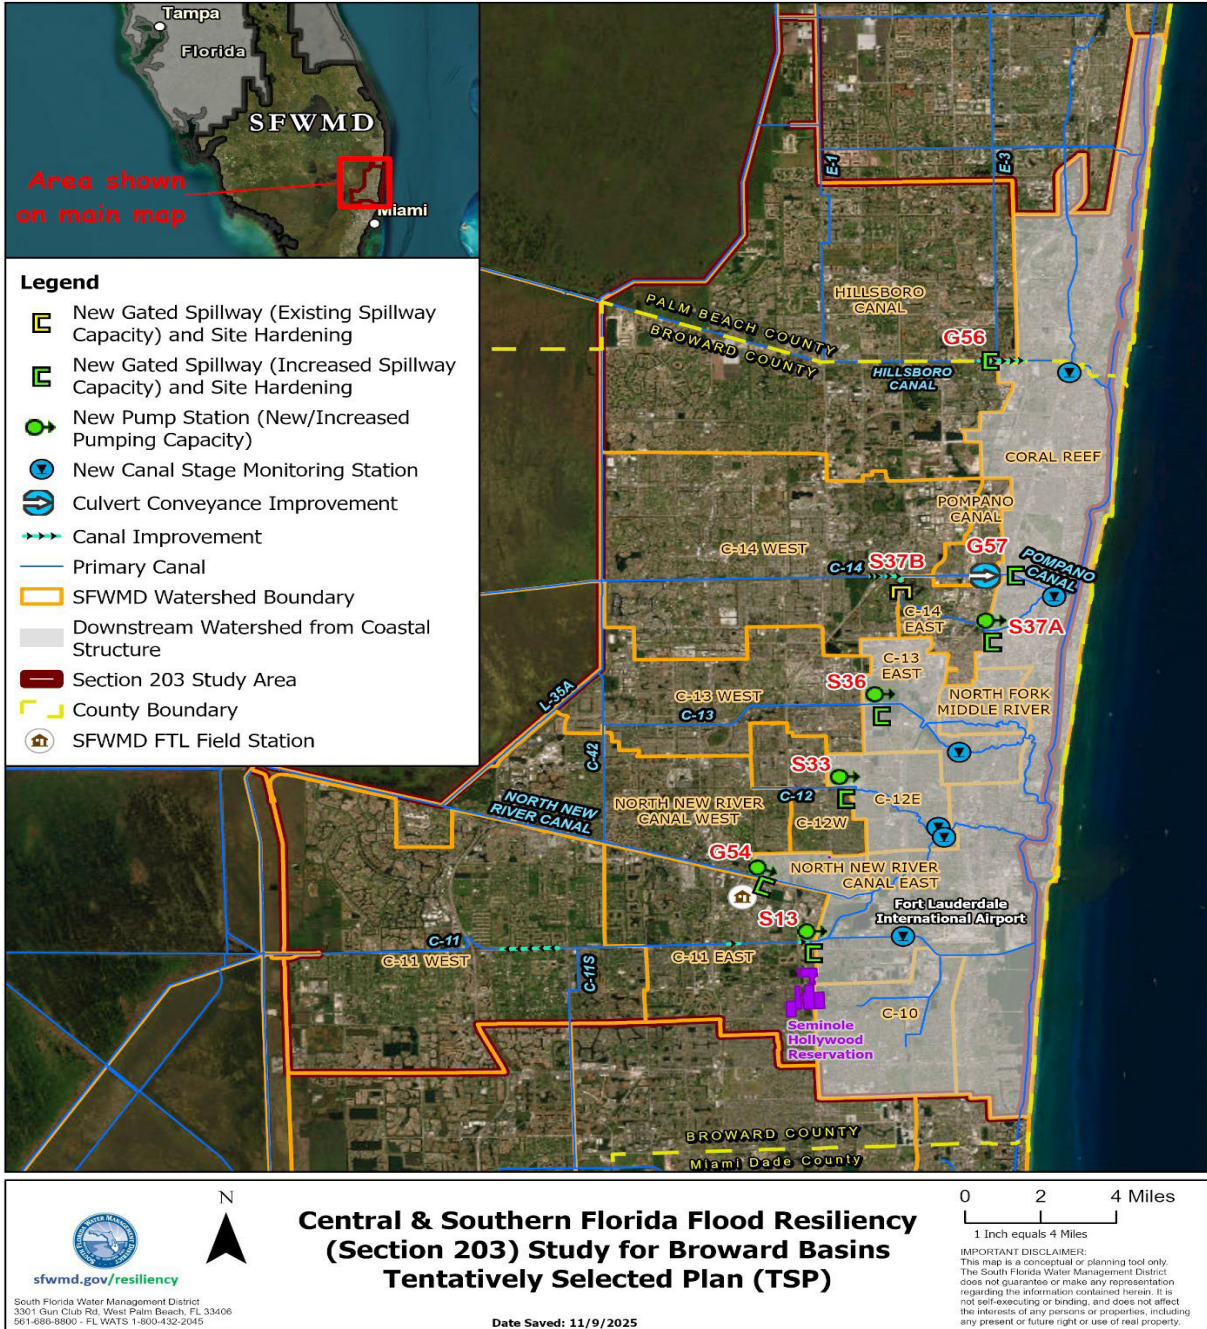 Tampa
Florida
SFWMD
Area shown
on main map
Miami
Legend
New Gated Spillway (Existing Spillway
Capacity) and Site Hardening
New Gated Spillway (Increased Spillway
Capacity) and Site Hardening
New Pump Station (New/Increased
Pumping Capacity)
New Canal Stage Monitoring Station
Culvert Conveyance Improvement
Canal Improvement
Primary Canal
SFWMD Watershed Boundary
Downstream Watershed from Coastal
Structure
Section 203 Study Area
County Boundary
SFWMD FTL Field Station
E-1
E-3
HILLSBORO
CANAL
PALM BEACH COUNTY
BROWARD COUNTY
G56
HILLSBORO
CANAL
CORAL REEF
POMPANO
CANAL
C-14 WEST
G57
S37B
C-14
POMPANO
CANAL
C-14
EAST
S37A
C-13
EAST
S36
C-13 WEST
NORTH FORK
MIDDLE RIVER
L-35A
C-13
C-42
S33
NORTH NEW
RIVER CANAL
NORTH NEW RIVER
CANAL WEST
C-12
C-12E
C-12W
G54
NORTH NEW RIVER
CANAL EAST
Fort Lauderdale
International Airport
S13
C-11
C-11 WEST
C-11S
C-11 EAST
C-10
Seminole
Hollywood
Reservation
BROWARD COUNTY
Miami Dade County
SOUTH FLORIDA WATER MANAGEMENT DISTRICT
sfwmd.gov/resiliency
South Florida Water Management District
3301 Gun Club Rd, West Palm Beach, FL 33406
561-686-8800 - FL WATS 1-800-432-2045
N
Central & Southern Florida Flood Resiliency
(Section 203) Study for Broward Basins
Tentatively Selected Plan (TSP)
Date Saved: 11/9/2025
0 2 4 Miles
1 Inch equals 4 Miles
IMPORTANT DISCLAIMER:
This map is a conceptual or planning tool only.
The South Florida Water Management District
does not guarantee or make any representation
regarding the information contained herein. It is
not self-executing or binding, and does not affect
the interests of any persons or properties, including
any present or future right or use of real property.